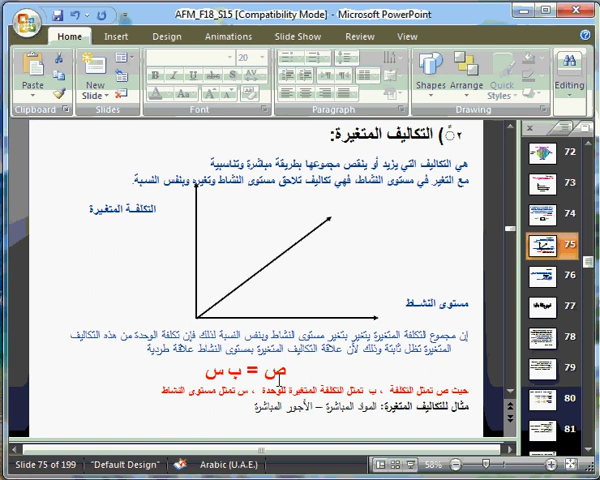 AFM_F18_S15 [Compatibility Mode] - Microsoft PowerPoint
Home Insert Design Animations Slide Show Review View
Paste
New Slide
Shapes Arrange Quick Styles
Editing
Clipboard Slides Font Paragraph Drawing
٢) التكاليف المتغيرة:
هي التكاليف التي يزيد أو ينقص مجموعها بطريقة مباشرة وتناسبية
مع التغير في مستوى النشاط، فهي تكاليف تلاحق مستوى النشاط وتغيره وبنفس النسبة.
التكلفـة المتغيـرة
مستوى النشــاط
إن مجموع التكلفة المتغيرة يتغير بتغير مستوى النشاط وبنفس النسبة لذلك فإن تكلفة الوحدة من هذه التكاليف
المتغيرة تظل ثابتة وذلك لأن علاقة التكاليف المتغيرة بمستوى النشاط علاقة طردية
ص = ب س
حيث ص تمثل التكلفة ، ب تمثل التكلفة المتغيرة للوحدة ، س تمثل مستوى النشاط
مثال للتكاليف المتغيرة: المواد المباشرة – الأجور المباشرة
72
73
74
75
76
77
78
79
80
81
Slide 75 of 199 "Default Design" Arabic (U.A.E.) 58%